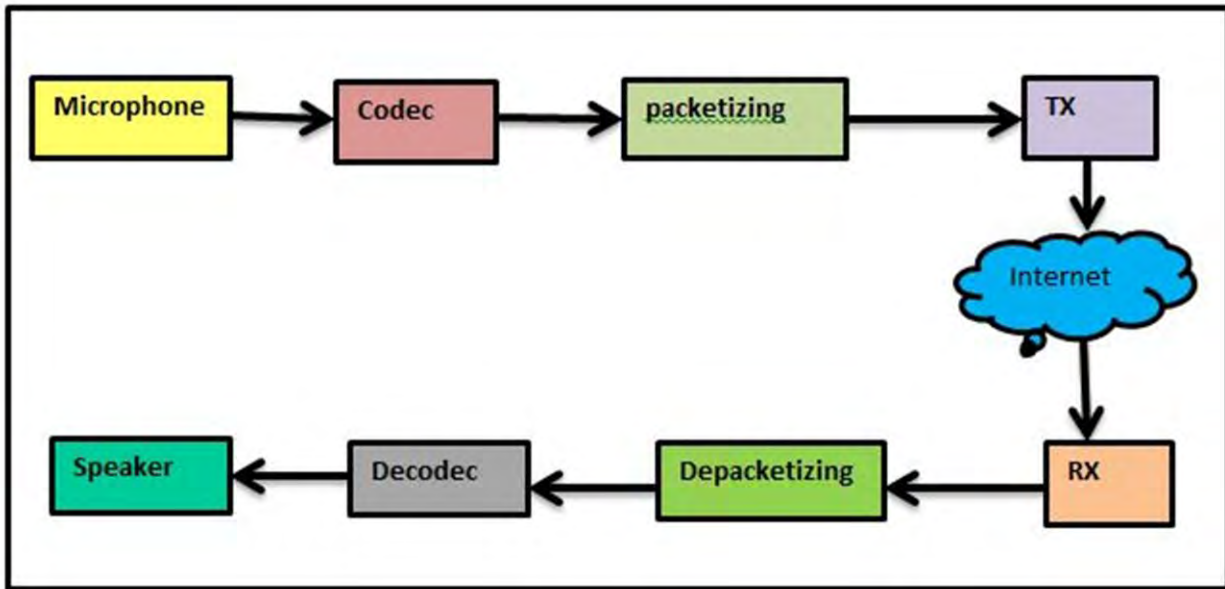 Microphone
Codec
packetizing
TX
Internet
Speaker
Decodec
Depacketizing
RX